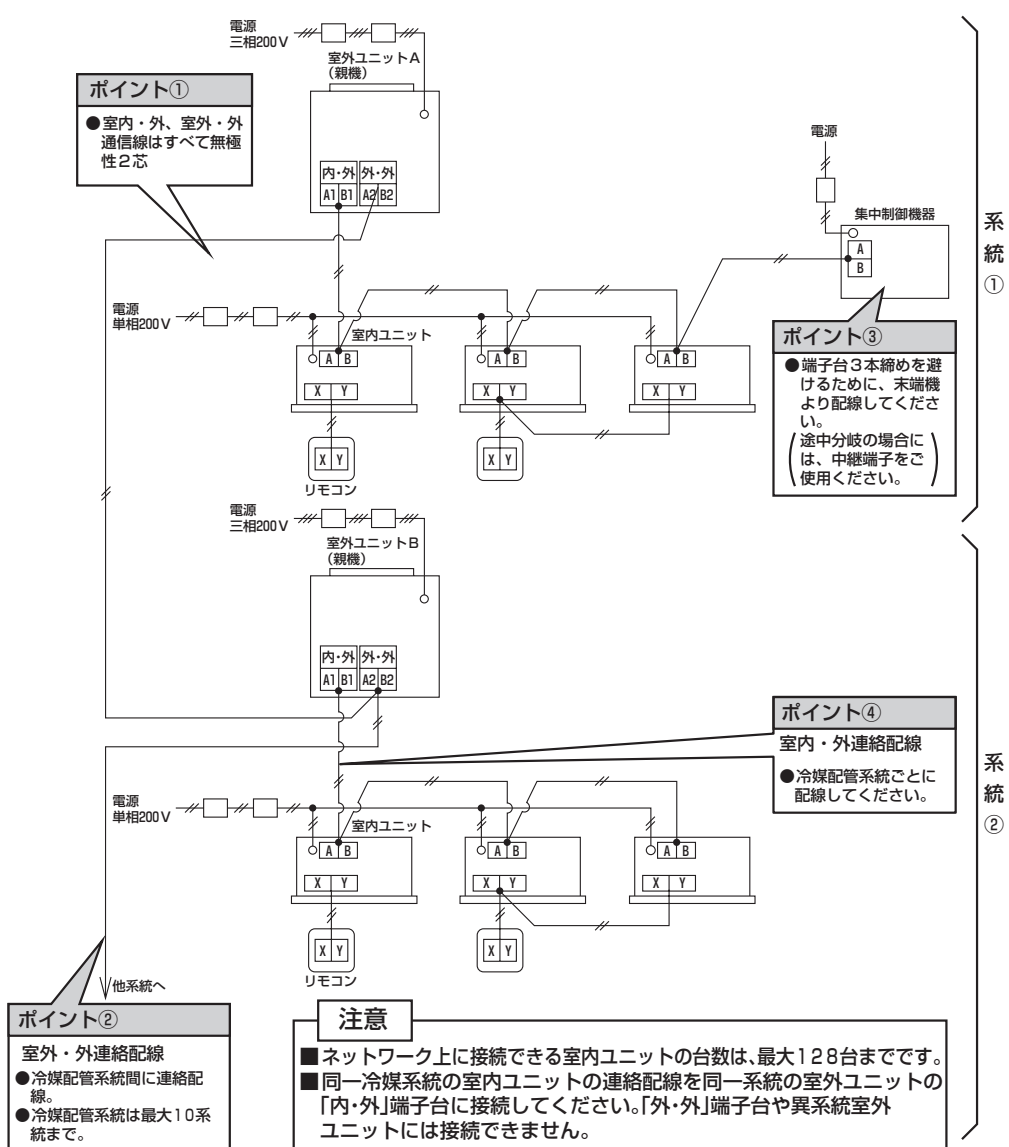 電源
三相200V
室外ユニットA
(親機)
ポイント①
●室内・外、室外・外
通信線はすべて無極
性2芯
内・外 外・外
A1 B1 A2 B2
電源
集中制御機器
A
B
系統①
電源
単相200V
室内ユニット
A B
A B
A B
X Y
X Y
X Y
X Y
X Y
リモコン
ポイント③
●端子台3本締めを避
けるために、末端機
より配線してくださ
い。
(途中分岐の場合に
は、中継端子をご
使用ください。)
電源
三相200V
室外ユニットB
(親機)
内・外 外・外
A1 B1 A2 B2
ポイント④
室内・外連絡配線
●冷媒配管系統ごとに
配線してください。
系統②
電源
単相200V
室内ユニット
A B
A B
A B
X Y
X Y
X Y
X Y
X Y
リモコン
他系統へ
ポイント②
室外・外連絡配線
●冷媒配管系統間に連絡配
線。
●冷媒配管系統は最大10系
統まで。
注意
■ネットワーク上に接続できる室内ユニットの台数は、最大128台までです。
■同一冷媒系統の室内ユニットの連絡配線を同一系統の室外ユニットの
「内・外」端子台に接続してください。「外・外」端子台や異系統室外
ユニットには接続できません。